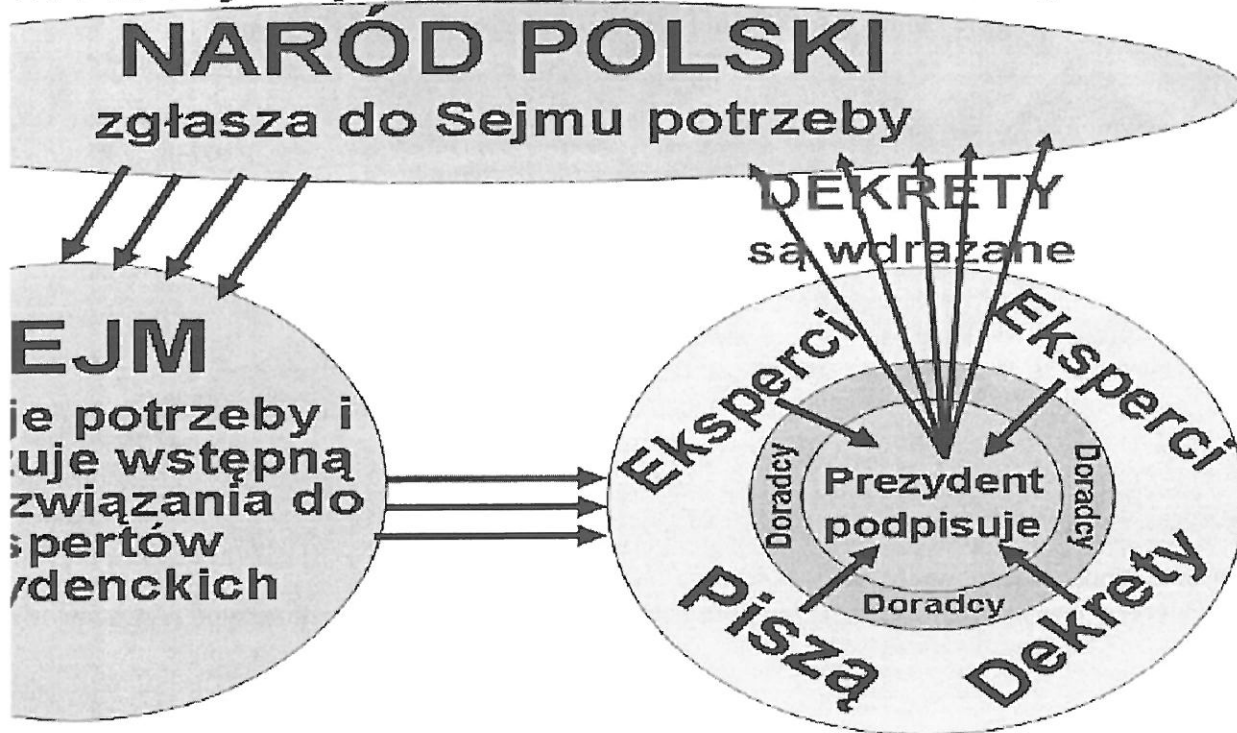 NARÓD POLSKI
zgłasza do Sejmu potrzeby
DEKRETY
są wdrażane
EJM
je potrzeby i
uje wstępną
związania do
spertów
ydenckich
Eksperci
Eksperci
Doradcy
Prezydent
podpisuje
Doradcy
Doradcy
Piszą
Dekrety